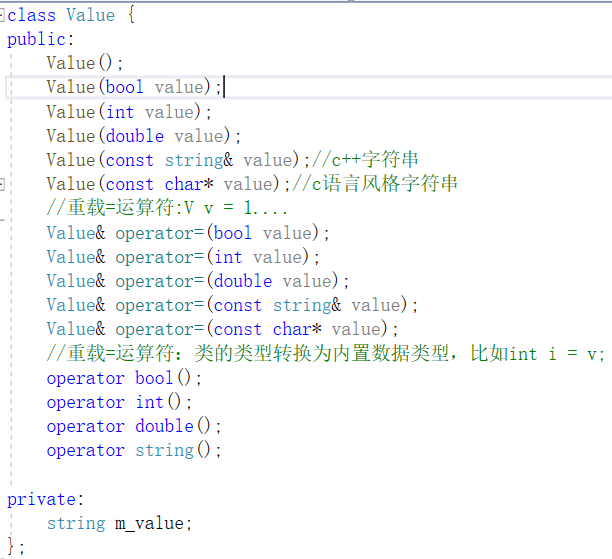 class Value {
public:
    Value();
    Value(bool value);
    Value(int value);
    Value(double value);
    Value(const string& value);//c++字符串
    Value(const char* value);//c语言风格字符串
    //重载=运算符:V v = 1....
    Value& operator=(bool value);
    Value& operator=(int value);
    Value& operator=(double value);
    Value& operator=(const string& value);
    Value& operator=(const char* value);
    //重载=运算符：类的类型转换为内置数据类型，比如int i = v;
    operator bool();
    operator int();
    operator double();
    operator string();

private:
    string m_value;
};